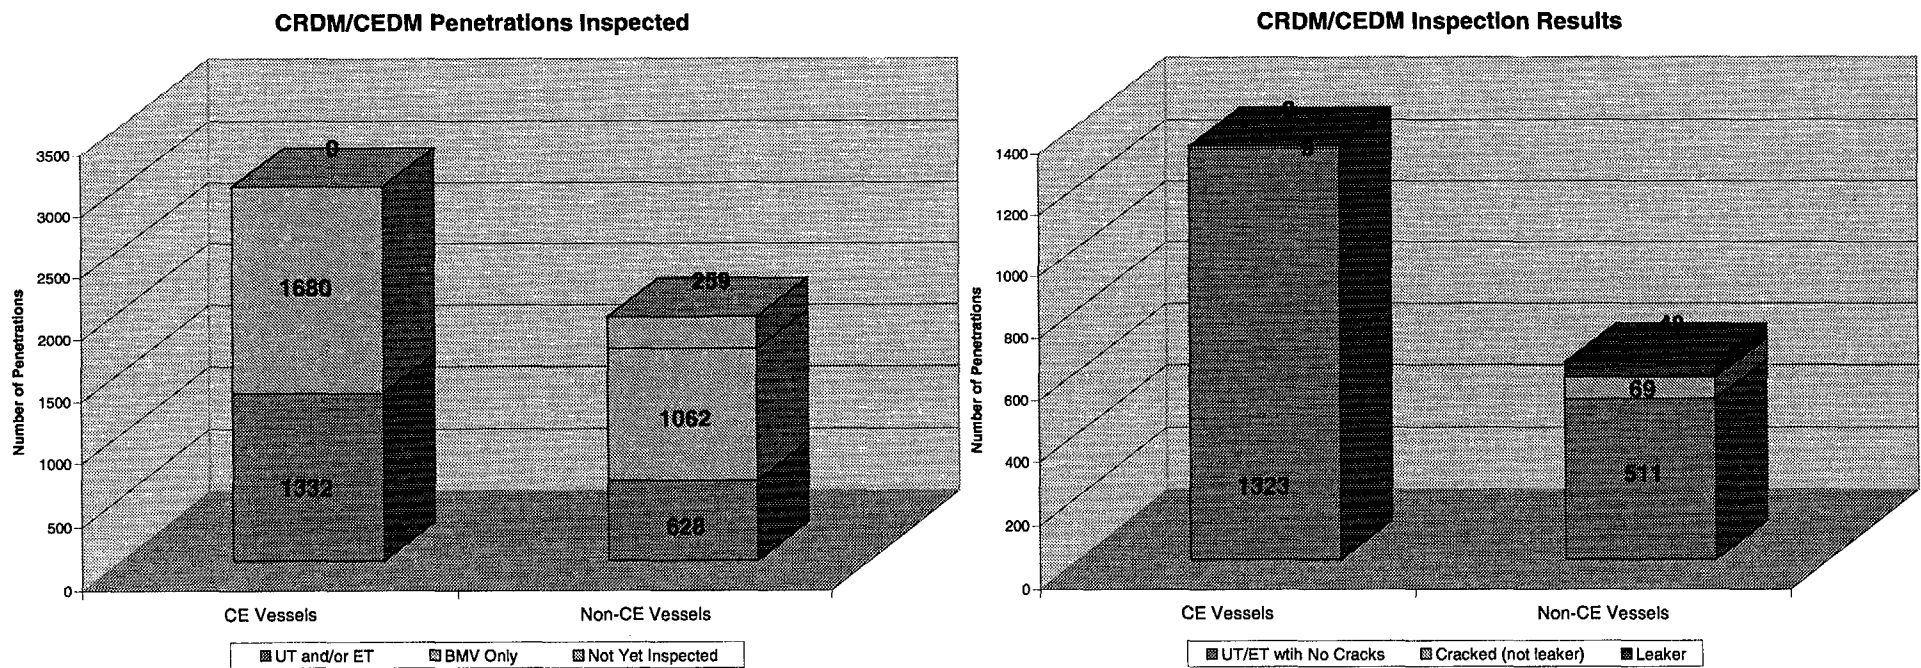 CRDM/CEDM Penetrations Inspected
Number of Penetrations
3500
3000
2500
2000
1500
1000
500
0
0
1680
1332
259
1062
628
CE Vessels
Non-CE Vessels
UT and/or ET BMV Only Not Yet Inspected
CRDM/CEDM Inspection Results
Number of Penetrations
1400
1200
1000
800
600
400
200
0
1323
69
511
CE Vessels
Non-CE Vessels
UT/ET wtih No Cracks Cracked (not leaker) Leaker